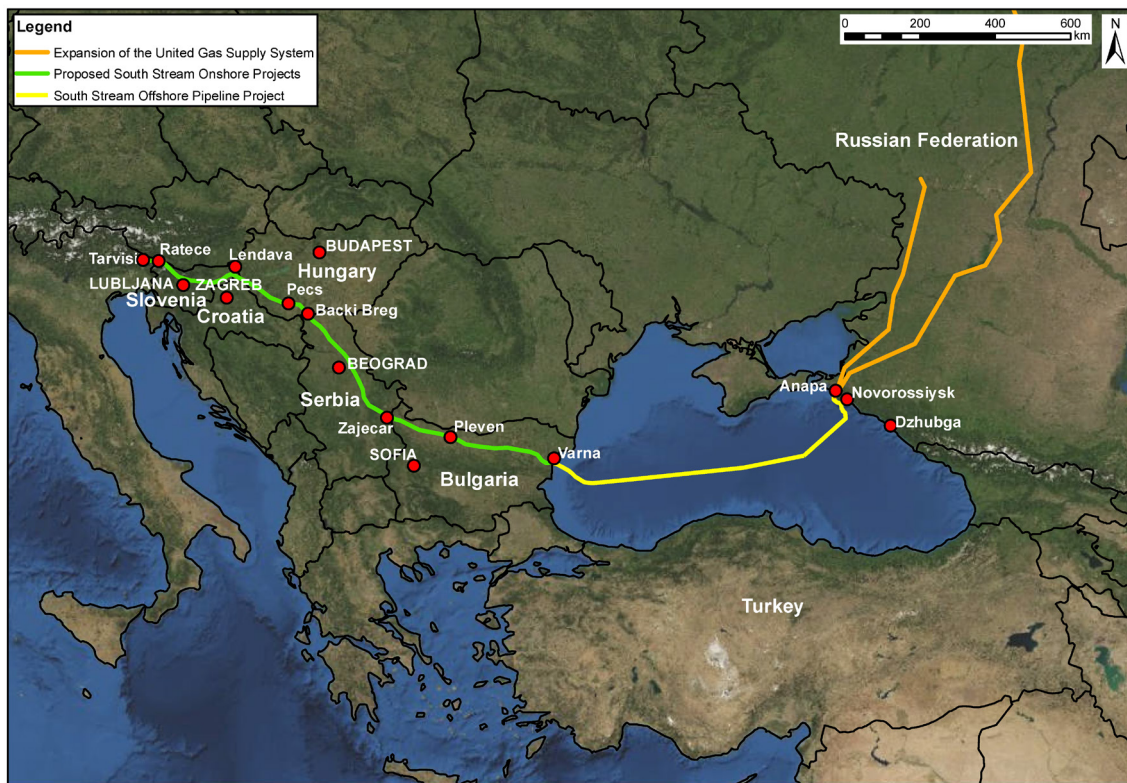 Legend
Expansion of the United Gas Supply System
Proposed South Stream Onshore Projects
South Stream Offshore Pipeline Project
0 200 400 600
km
N
Russian Federation
BUDAPEST
Hungary
Tarvisi
Ratece
Lendava
LUBLJANA
ZAGREB
Slovenia
Croatia
Pecs
Backi Breg
BEOGRAD
Serbia
Zajecar
Pleven
SOFIA
Bulgaria
Varna
Anapa
Novorossiysk
Dzhubga
Turkey